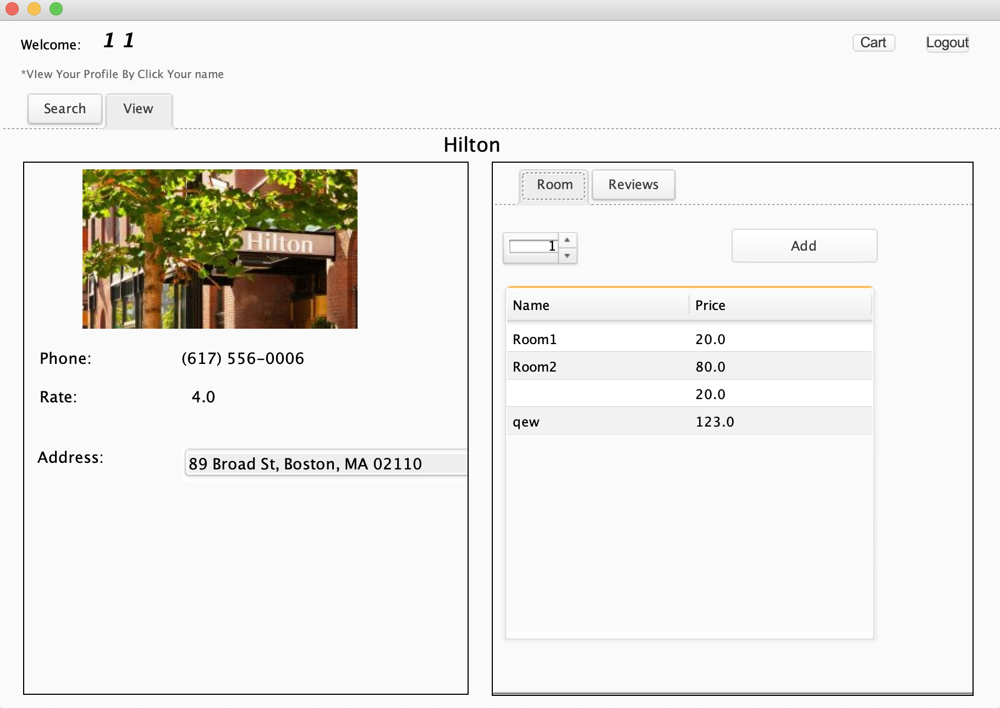 Welcome: 1 1
Cart Logout
*VIew Your Profile By Click Your name
Search View
Hilton
Hilton
Phone: (617) 556-0006
Rate: 4.0
Address: 89 Broad St, Boston, MA 02110
Room Reviews
1 Add
Name Price
Room1 20.0
Room2 80.0
20.0
qew 123.0